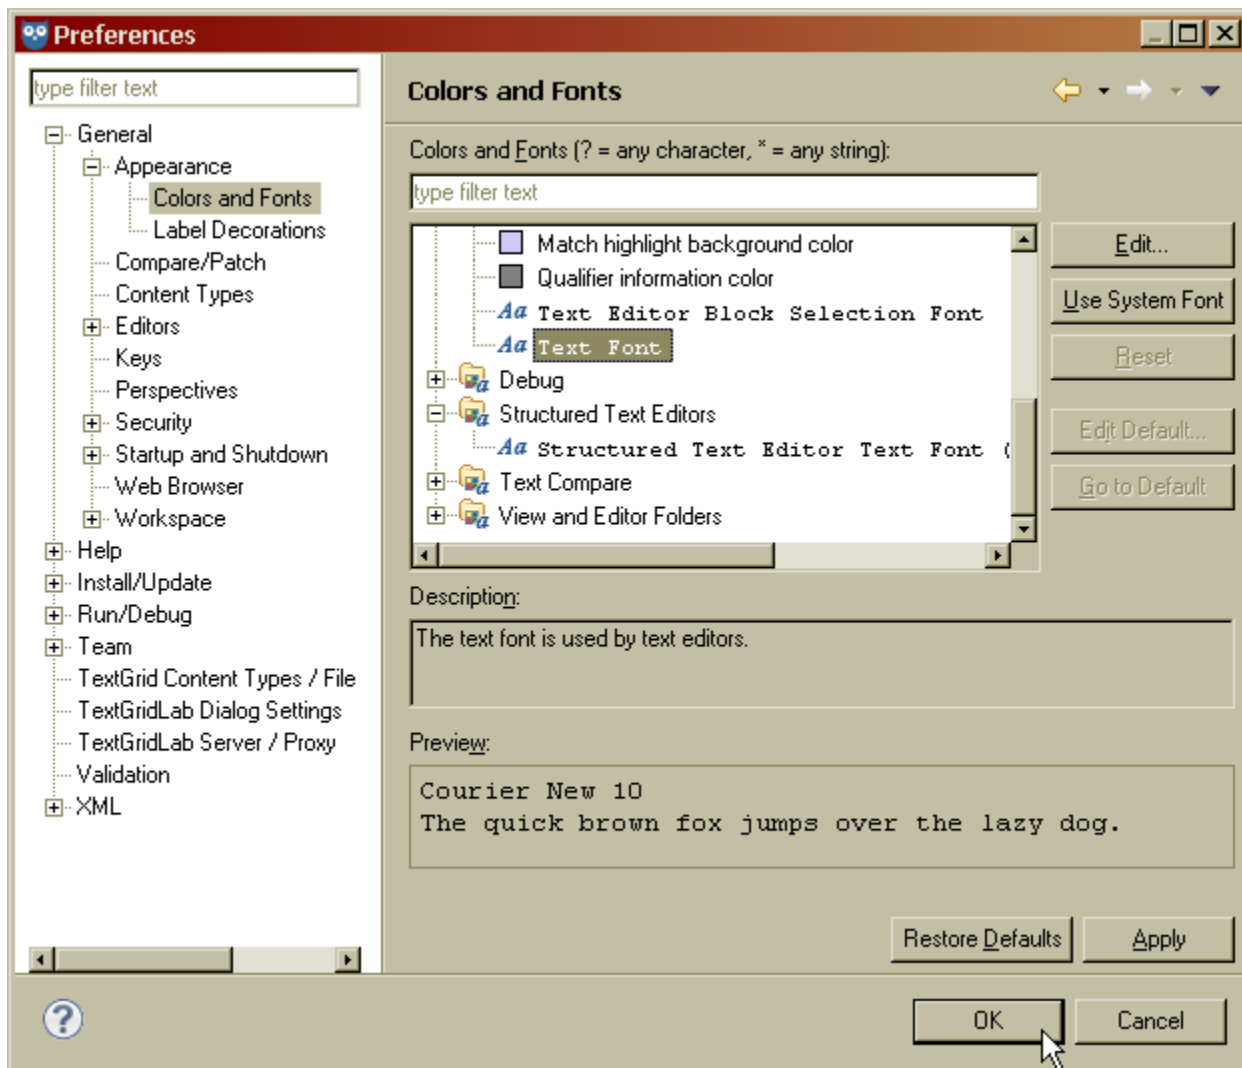 Preferences
type filter text
General
Appearance
Colors and Fonts
Label Decorations
Compare/Patch
Content Types
Editors
Keys
Perspectives
Security
Startup and Shutdown
Web Browser
Workspace
Help
Install/Update
Run/Debug
Team
TextGrid Content Types / File
TextGridLab Dialog Settings
TextGridLab Server / Proxy
Validation
XML
Colors and Fonts
Colors and Fonts (? = any character, * = any string):
type filter text
Match highlight background color
Qualifier information color
Aa Text Editor Block Selection Font
Aa Text Font
Debug
Structured Text Editors
Aa Structured Text Editor Text Font (
Text Compare
View and Editor Folders
Edit...
Use System Font
Reset
Edit Default...
Go to Default
Description:
The text font is used by text editors.
Preview:
Courier New 10
The quick brown fox jumps over the lazy dog.
Restore Defaults
Apply
OK
Cancel